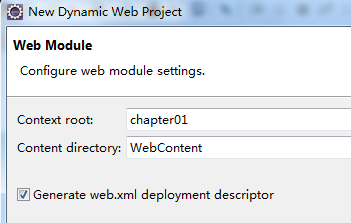 New Dynamic Web Project
Web Module
Configure web module settings.
Context root: chapter01
Content directory: WebContent
Generate web.xml deployment descriptor